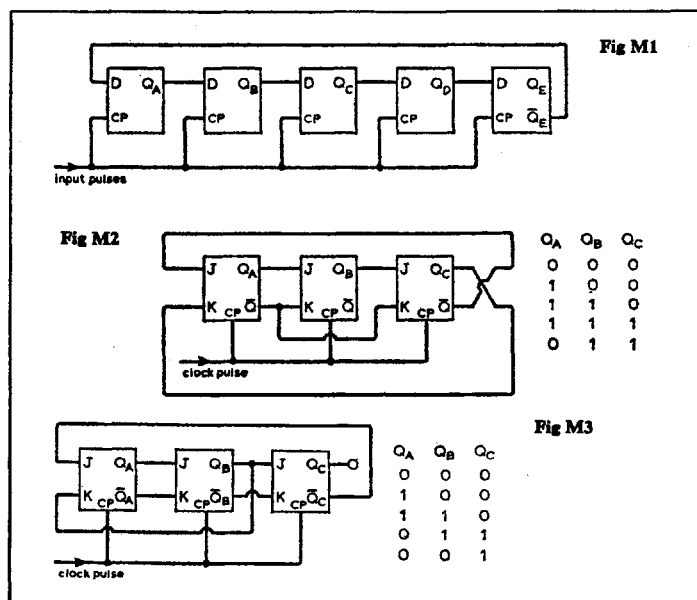 Fig M1
D Q_A D Q_B D Q_C D Q_D D Q_E
CP CP CP CP CP Q̅_E
input pulses
Fig M2
J Q_A J Q_B J Q_C
K CP Q̅ K CP Q̅ K CP Q̅
clock pulse
Q_A Q_B Q_C
0 0 0
1 0 0
1 1 0
1 1 1
0 1 1
Fig M3
J Q_A J Q_B J Q_C
K CP Q̅_A K CP Q̅_B K CP Q̅_C
clock pulse
Q_A Q_B Q_C
0 0 0
1 0 0
1 1 0
0 1 1
0 0 1